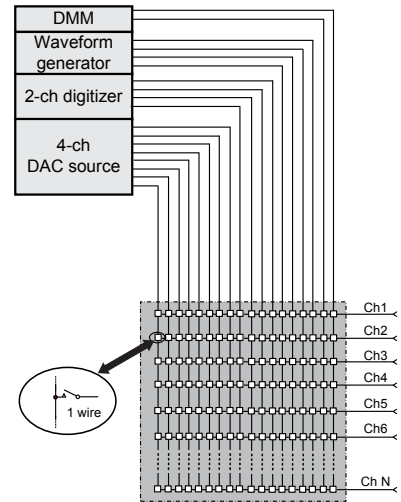 DMM
Waveform
generator
2-ch digitizer
4-ch
DAC source
Ch1
Ch2
Ch3
Ch4
Ch5
Ch6
Ch N
1 wire